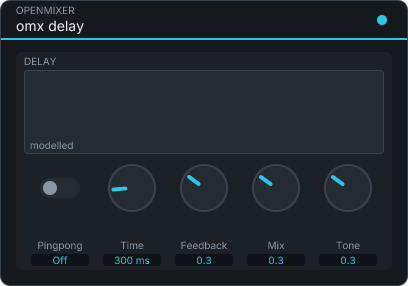 OPENMIXER
omx delay
DELAY
modelled
Pingpong Time Feedback Mix Tone
Off 300 ms 0.3 0.3 0.3